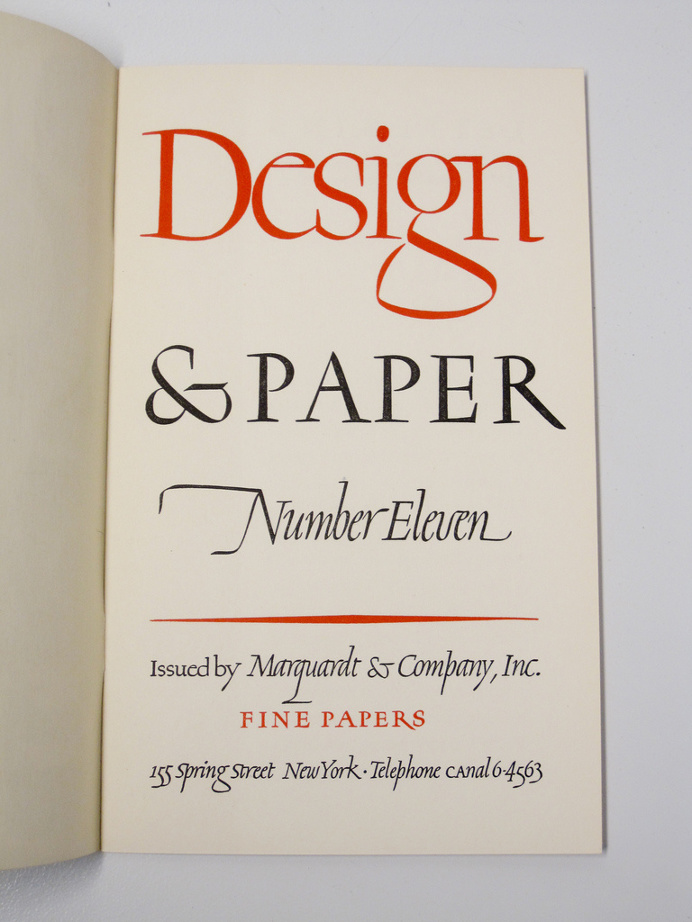 Design
& PAPER
Number Eleven
Issued by Marquardt & Company, Inc.
FINE PAPERS
155 Spring Street New York · Telephone CAnal 6·4563